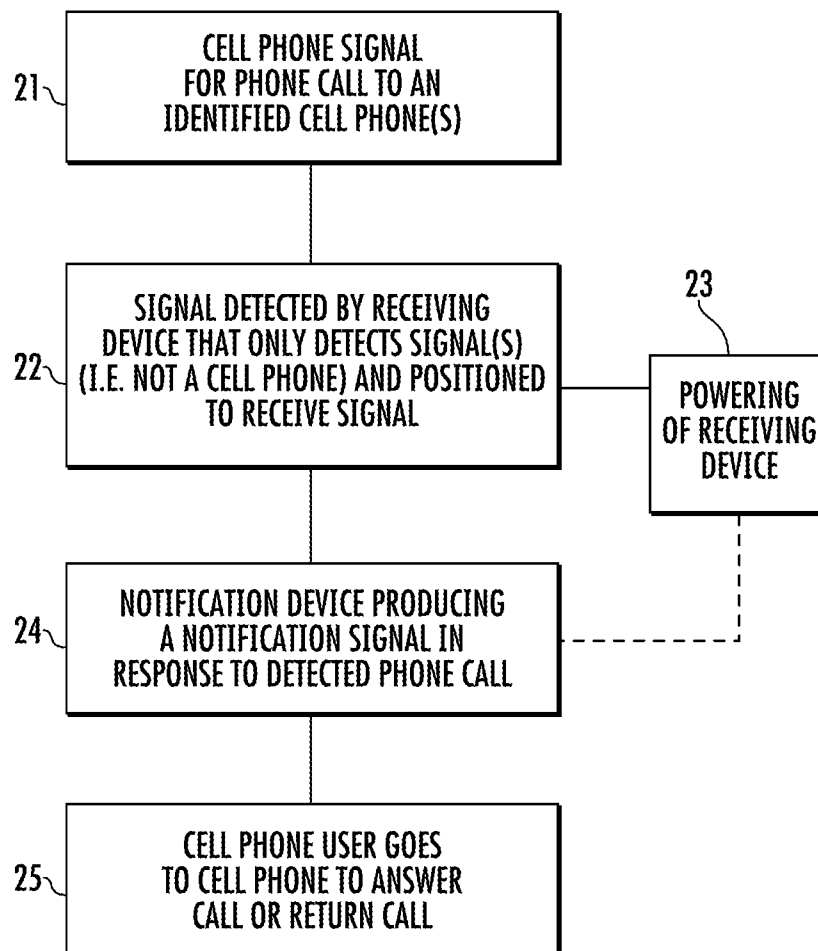 21
CELL PHONE SIGNAL
FOR PHONE CALL TO AN
IDENTIFIED CELL PHONE(S)
22
SIGNAL DETECTED BY RECEIVING
DEVICE THAT ONLY DETECTS SIGNAL(S)
(I.E. NOT A CELL PHONE) AND POSITIONED
TO RECEIVE SIGNAL
23
POWERING
OF RECEIVING
DEVICE
24
NOTIFICATION DEVICE PRODUCING
A NOTIFICATION SIGNAL IN
RESPONSE TO DETECTED PHONE CALL
25
CELL PHONE USER GOES
TO CELL PHONE TO ANSWER
CALL OR RETURN CALL